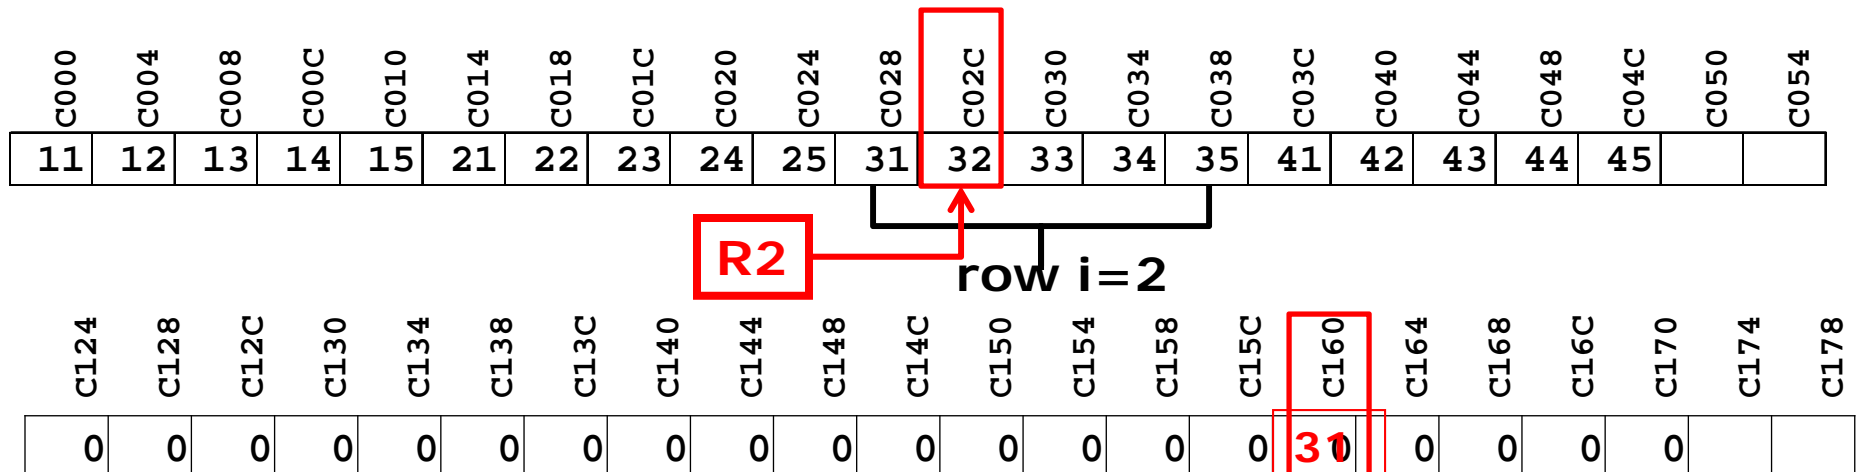 C000 C004 C008 C00C C010 C014 C018 C01C C020 C024 C028 C02C C030 C034 C038 C03C C040 C044 C048 C04C C050 C054
11 12 13 14 15 21 22 23 24 25 31 32 33 34 35 41 42 43 44 45
R2
row i=2
C124 C128 C12C C130 C134 C138 C13C C140 C144 C148 C14C C150 C154 C158 C15C C160 C164 C168 C16C C170 C174 C178
0 0 0 0 0 0 0 0 0 0 0 0 0 0 0 31 0 0 0 0 0